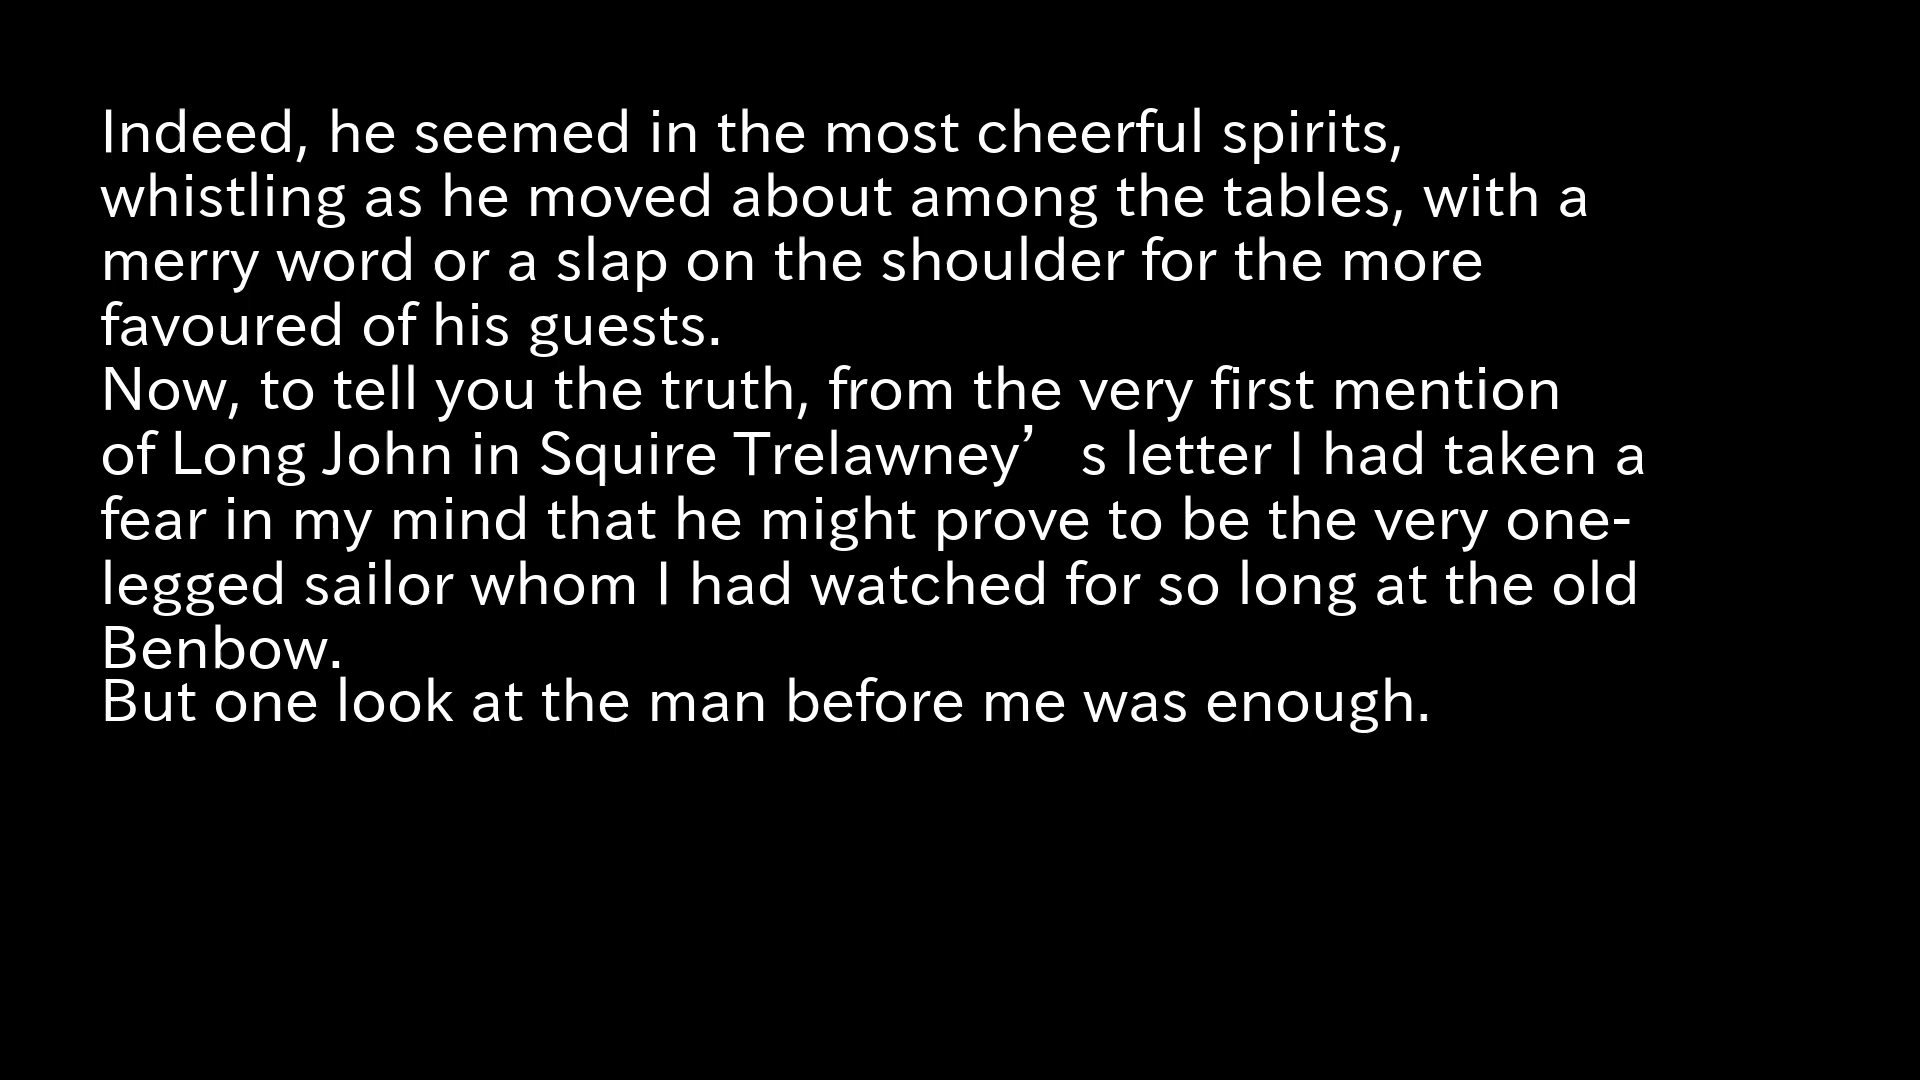 Indeed, he seemed in the most cheerful spirits,
whistling as he moved about among the tables, with a
merry word or a slap on the shoulder for the more
favoured of his guests.
Now, to tell you the truth, from the very first mention
of Long John in Squire Trelawney’s letter I had taken a
fear in my mind that he might prove to be the very one-
legged sailor whom I had watched for so long at the old
Benbow.
But one look at the man before me was enough.